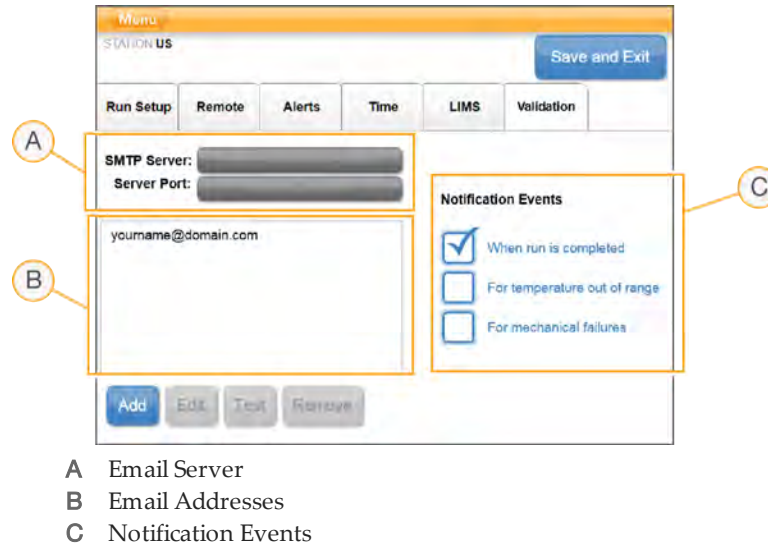 Menu
STATION US
Save and Exit
Run Setup Remote Alerts Time LIMS Validation
A
SMTP Server:
Server Port:
C
Notification Events
yourname@domain.com
When run is completed
B
For temperature out of range
For mechanical failures
Add Edit Test Remove
A Email Server
B Email Addresses
C Notification Events